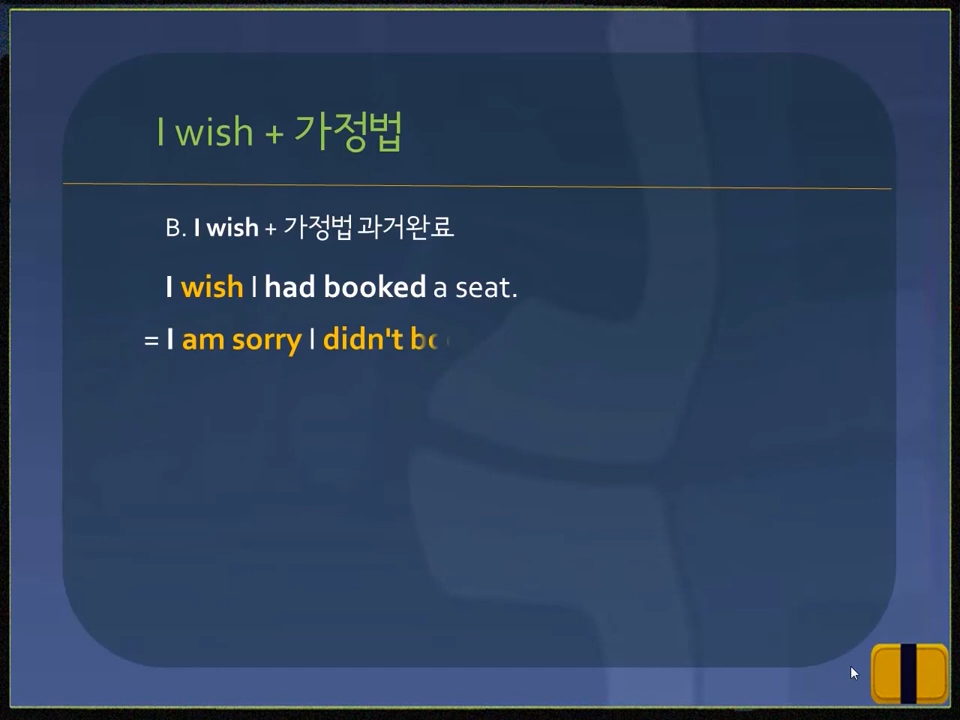 I wish + 가정법
B. I wish + 가정법 과거완료
I wish I had booked a seat.
= I am sorry I didn't